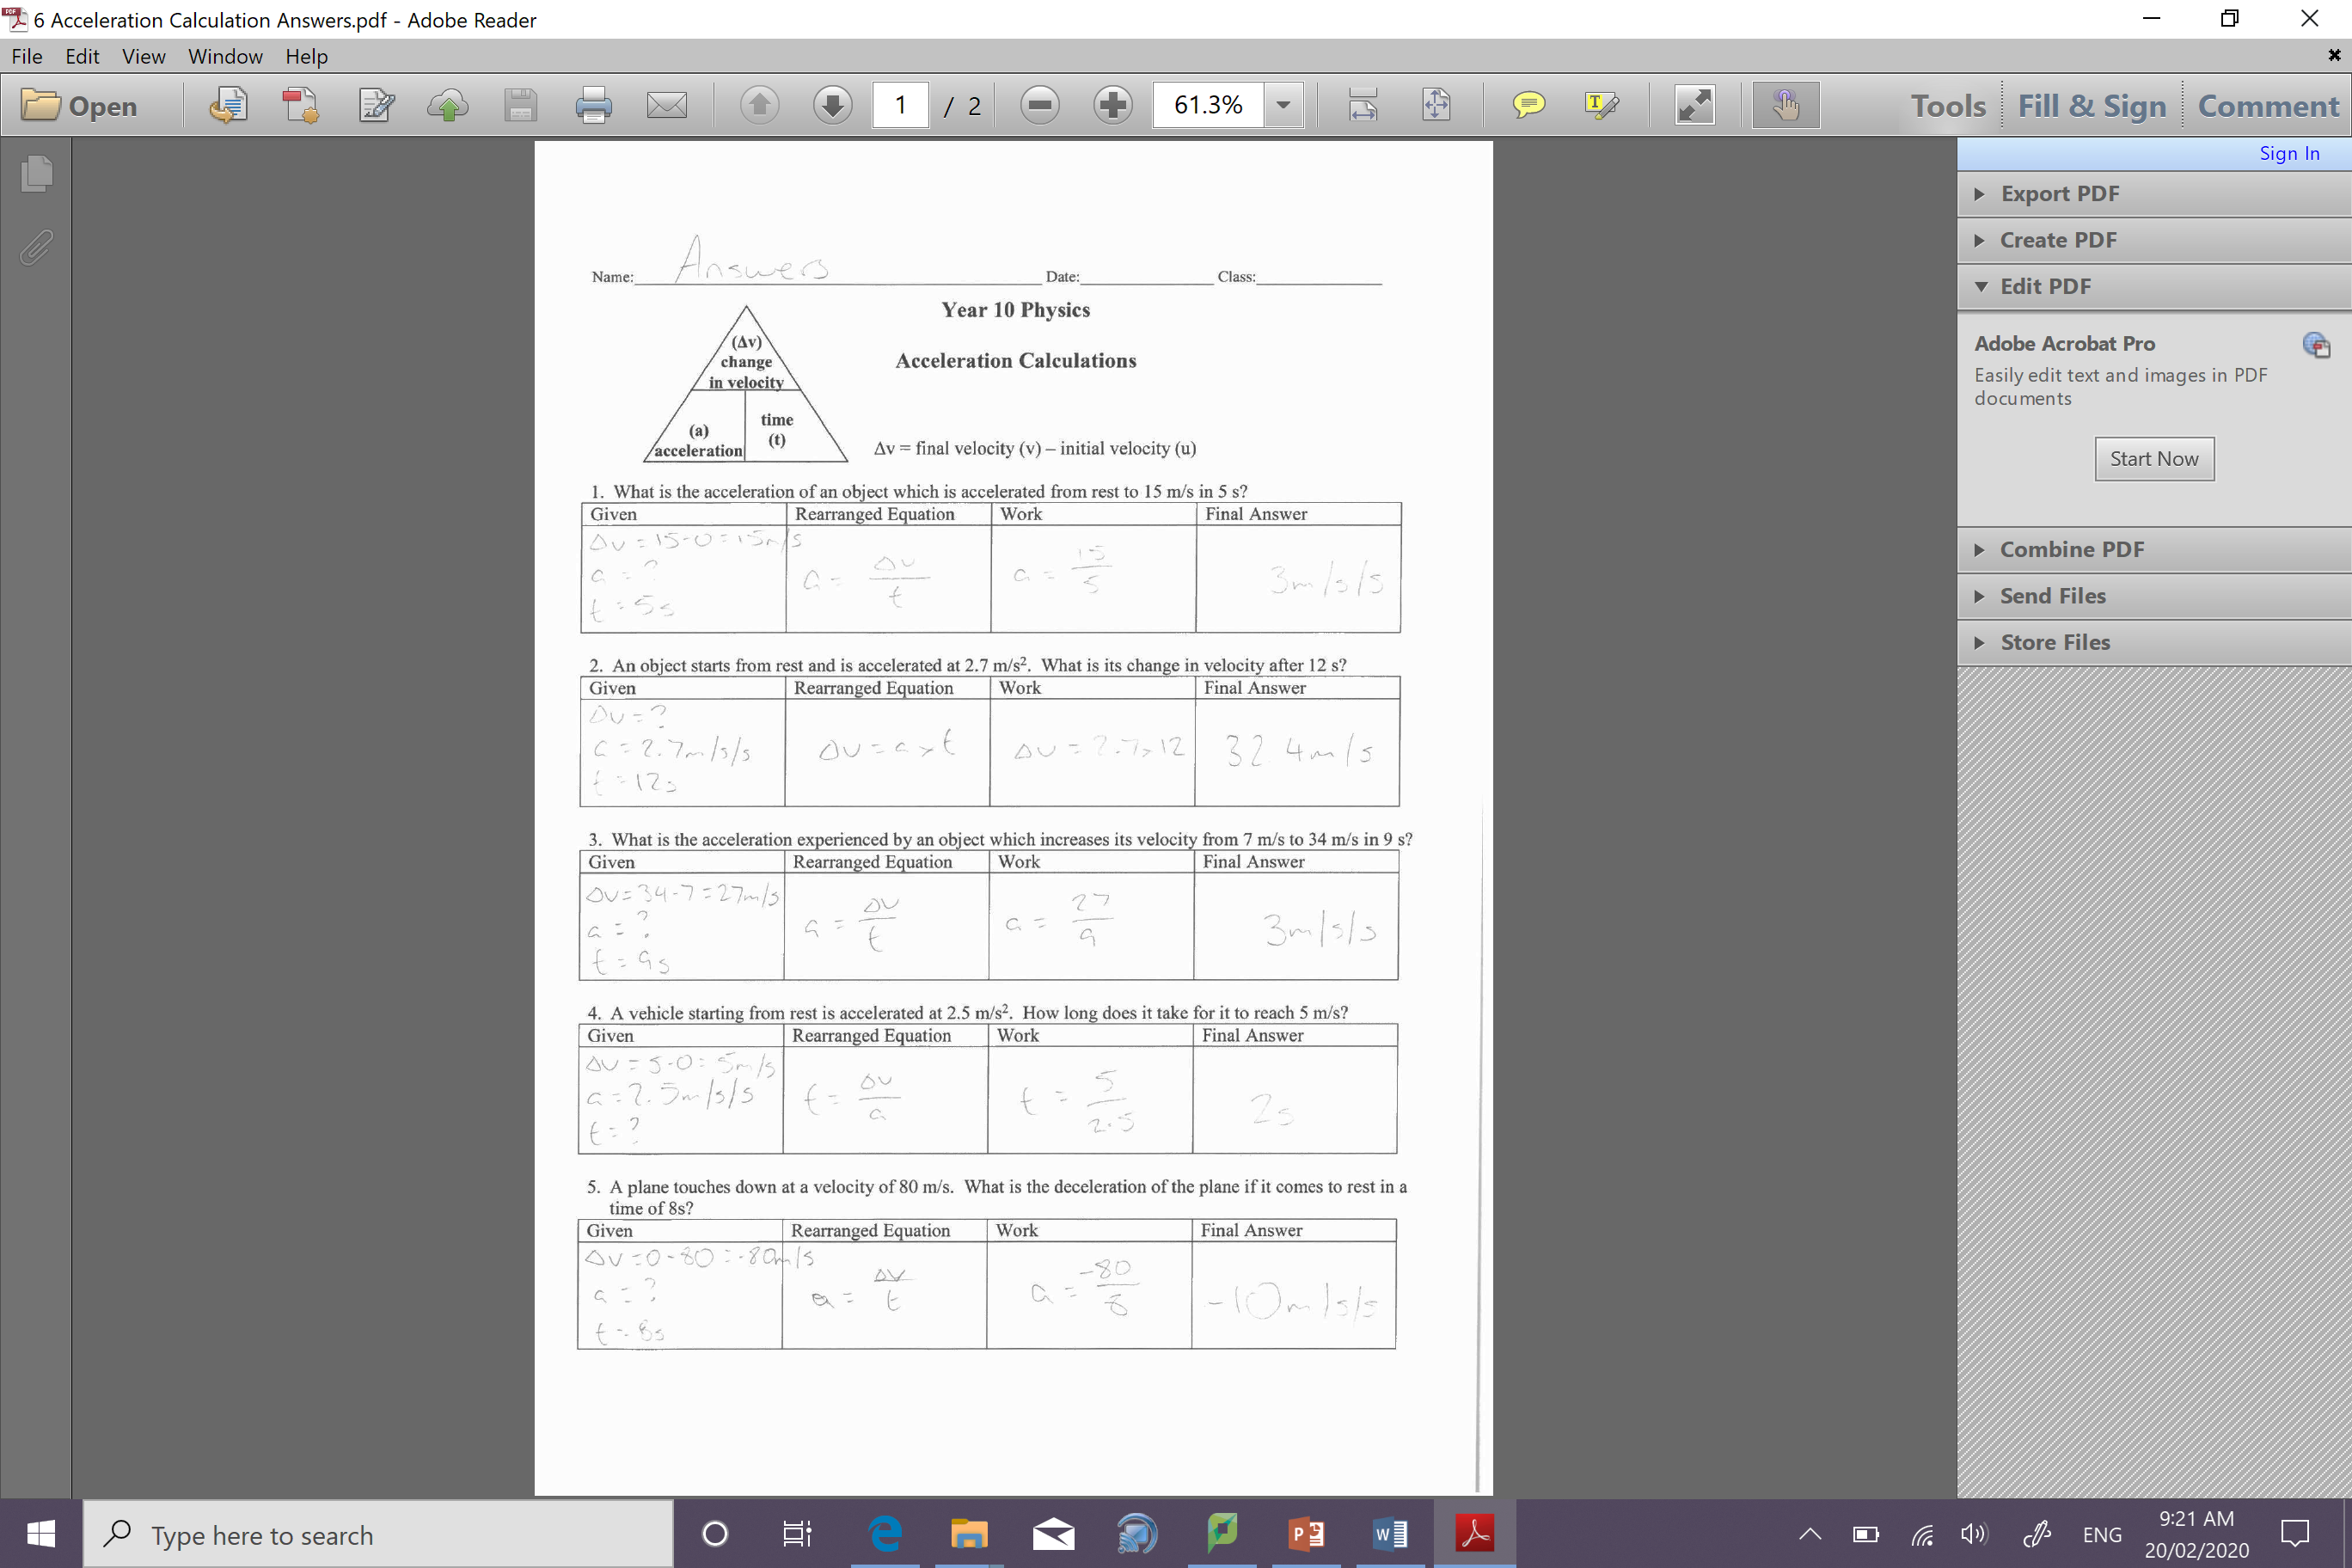 6 Acceleration Calculation Answers.pdf - Adobe Reader
File Edit View Window Help
Open 1 / 2 61.3% Tools Fill & Sign Comment
Sign In
Export PDF
Create PDF
Edit PDF
Adobe Acrobat Pro
Easily edit text and images in PDF
documents
Start Now
Combine PDF
Send Files
Store Files
Name: Answers Date: Class:
Year 10 Physics
Acceleration Calculations
(Δv)
change
in velocity
(a)
acceleration
time
(t)
Δv = final velocity (v) – initial velocity (u)
1. What is the acceleration of an object which is accelerated from rest to 15 m/s in 5 s?
Given Rearranged Equation Work Final Answer
Δv = 15-0 = 15m/s
a = ?
t = 5s
a = Δv/t
a = 15/5
3m/s/s
2. An object starts from rest and is accelerated at 2.7 m/s². What is its change in velocity after 12 s?
Given Rearranged Equation Work Final Answer
Δv = ?
a = 2.7m/s/s
t = 12s
Δv = a x t
Δv = 2.7x12
32.4m/s
3. What is the acceleration experienced by an object which increases its velocity from 7 m/s to 34 m/s in 9 s?
Given Rearranged Equation Work Final Answer
Δv = 34-7 = 27m/s
a = ?
t = 9s
a = Δv/t
a = 27/9
3m/s/s
4. A vehicle starting from rest is accelerated at 2.5 m/s². How long does it take for it to reach 5 m/s?
Given Rearranged Equation Work Final Answer
Δv = 5-0 = 5m/s
a = 2.5m/s/s
t = ?
t = Δv/a
t = 5/2.5
2s
5. A plane touches down at a velocity of 80 m/s. What is the deceleration of the plane if it comes to rest in a
time of 8s?
Given Rearranged Equation Work Final Answer
Δv = 0-80 = -80m/s
a = ?
t = 8s
a = Δv/t
a = -80/8
-10m/s/s
Type here to search
ENG
9:21 AM
20/02/2020